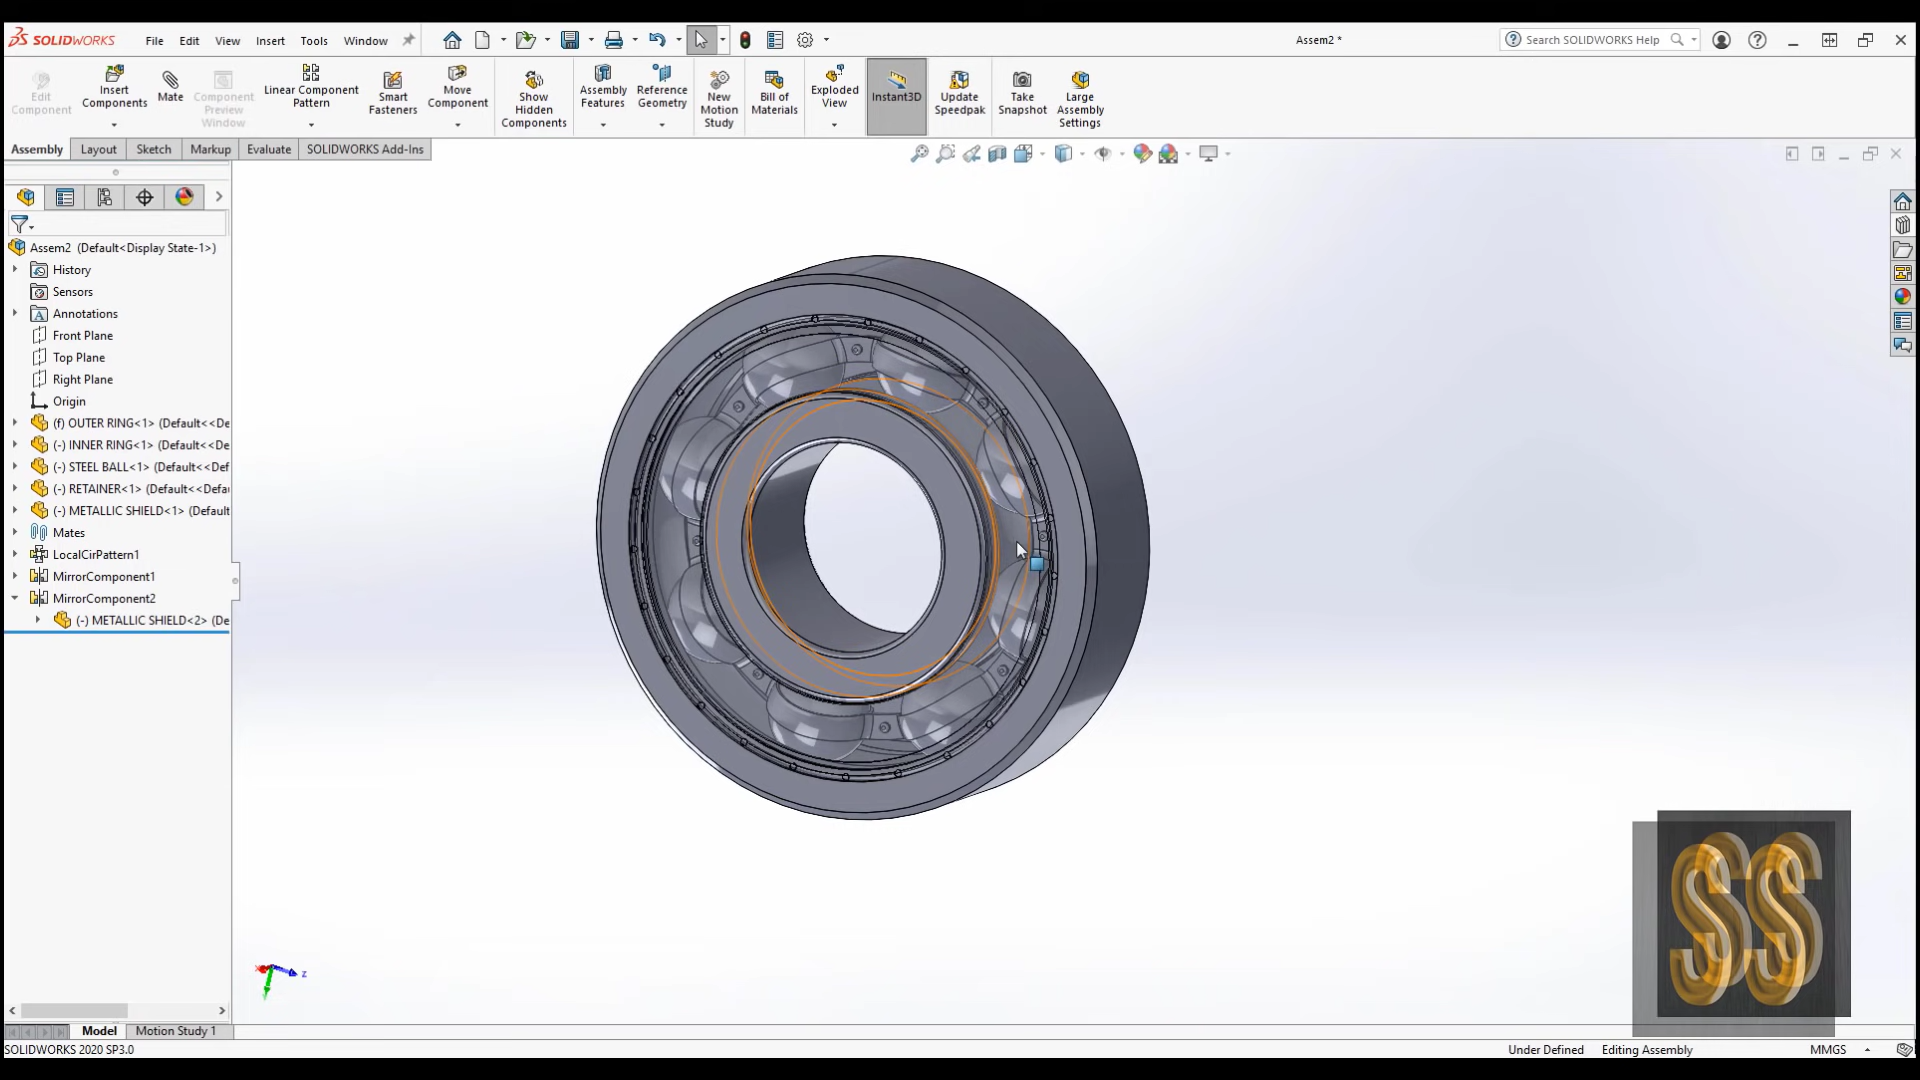 SOLIDWORKS File Edit View Insert Tools Window Assem2 * Search SOLIDWORKS Help
Edit Component Insert Components Mate Component Preview Window Linear Component Pattern Smart Fasteners Move Component Show Hidden Components Assembly Features Reference Geometry New Motion Study Bill of Materials Exploded View Instant3D Update Speedpak Take Snapshot Large Assembly Settings
Assembly Layout Sketch Markup Evaluate SOLIDWORKS Add-Ins
Assem2 (Default<Display State-1>)
History
Sensors
Annotations
Front Plane
Top Plane
Right Plane
Origin
(f) OUTER RING<1> (Default<<De
(-) INNER RING<1> (Default<<De
(-) STEEL BALL<1> (Default<<Def
(-) RETAINER<1> (Default<<Defau
(-) METALLIC SHIELD<1> (Default
Mates
LocalCirPattern1
MirrorComponent1
MirrorComponent2
(-) METALLIC SHIELD<2> (De
z
SS
Model Motion Study 1
SOLIDWORKS 2020 SP3.0 Under Defined Editing Assembly MMGS